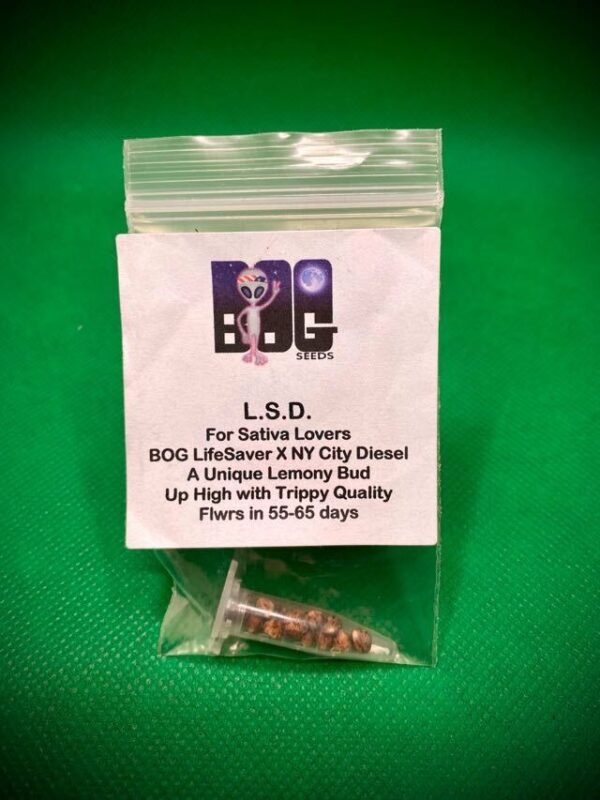 BOG
SEEDS
L.S.D.
For Sativa Lovers
BOG LifeSaver X NY City Diesel
A Unique Lemony Bud
Up High with Trippy Quality
Flwrs in 55-65 days